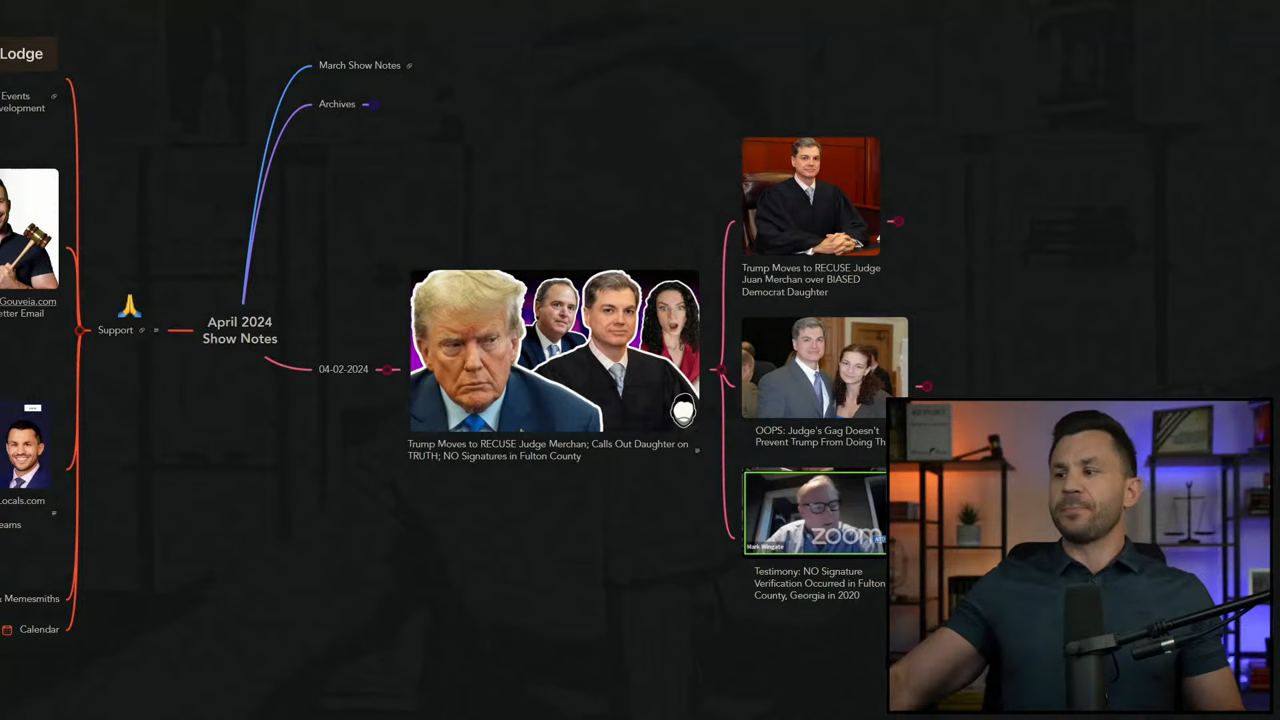 Lodge
Events
velopment
Gouveia.com
etter Email
Support
Locals.com
eams
Memesmiths
Calendar
April 2024
Show Notes
March Show Notes
Archives
04-02-2024
Trump Moves to RECUSE Judge Merchan; Calls Out Daughter on
TRUTH; NO Signatures in Fulton County
Trump Moves to RECUSE Judge
Juan Merchan over BIASED
Democrat Daughter
OOPS: Judge's Gag Doesn't
Prevent Trump From Doing Th
zoom
Mark Wingate
Testimony: NO Signature
Verification Occurred in Fulton
County, Georgia in 2020